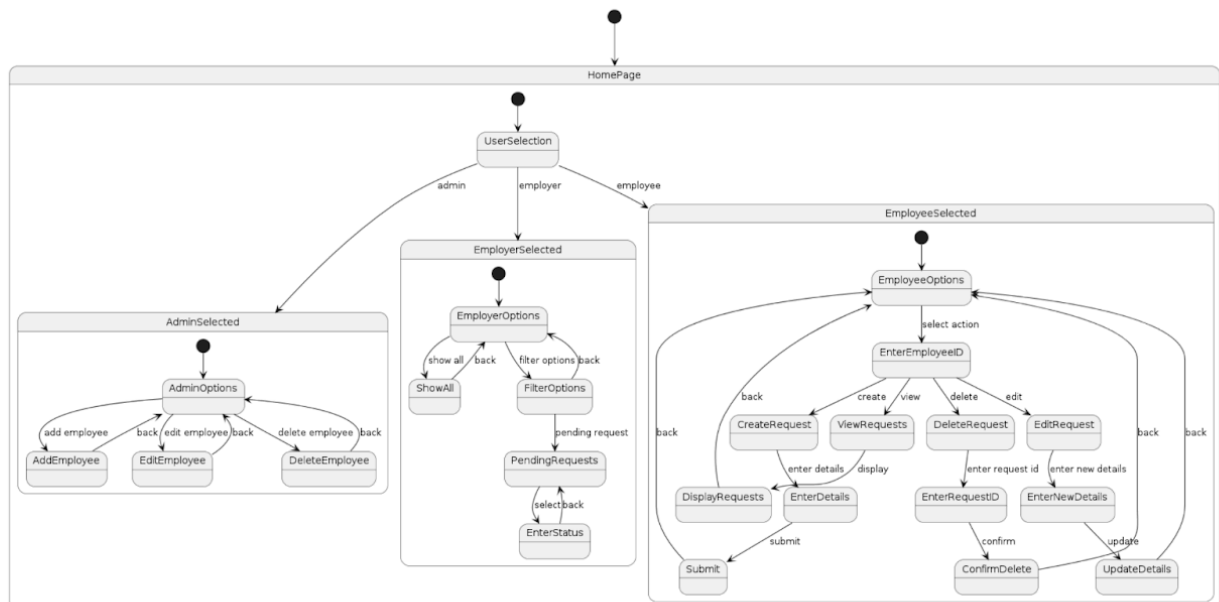 HomePage
UserSelection
admin
employer
employee
EmployeeSelected
EmployerSelected
EmployeeOptions
EmployerOptions
AdminSelected
select action
EnterEmployeeID
show all
back
filter options
back
AdminOptions
ShowAll
FilterOptions
create
view
delete
edit
back
CreateRequest
ViewRequests
DeleteRequest
EditRequest
add employee
back
edit employee
back
delete employee
back
pending request
back
back
back
AddEmployee
EditEmployee
DeleteEmployee
PendingRequests
enter details
display
enter request id
enter new details
DisplayRequests
EnterDetails
EnterRequestID
EnterNewDetails
select
back
EnterStatus
submit
confirm
update
Submit
ConfirmDelete
UpdateDetails